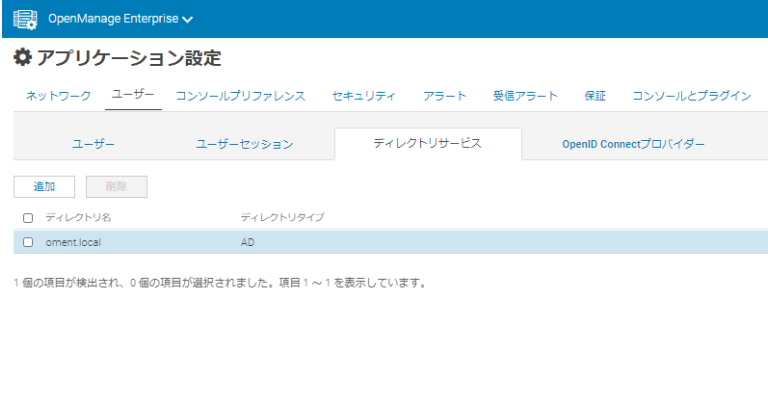 OpenManage Enterprise
アプリケーション設定
ネットワーク ユーザー コンソールプリファレンス セキュリティ アラート 受信アラート 保証 コンソールとプラグイン
ユーザー ユーザーセッション ディレクトリサービス OpenID Connectプロバイダー
追加 削除
ディレクトリ名 ディレクトリタイプ
oment.local AD
1 個の項目が検出され、0 個の項目が選択されました。項目 1 ～ 1 を表示しています。